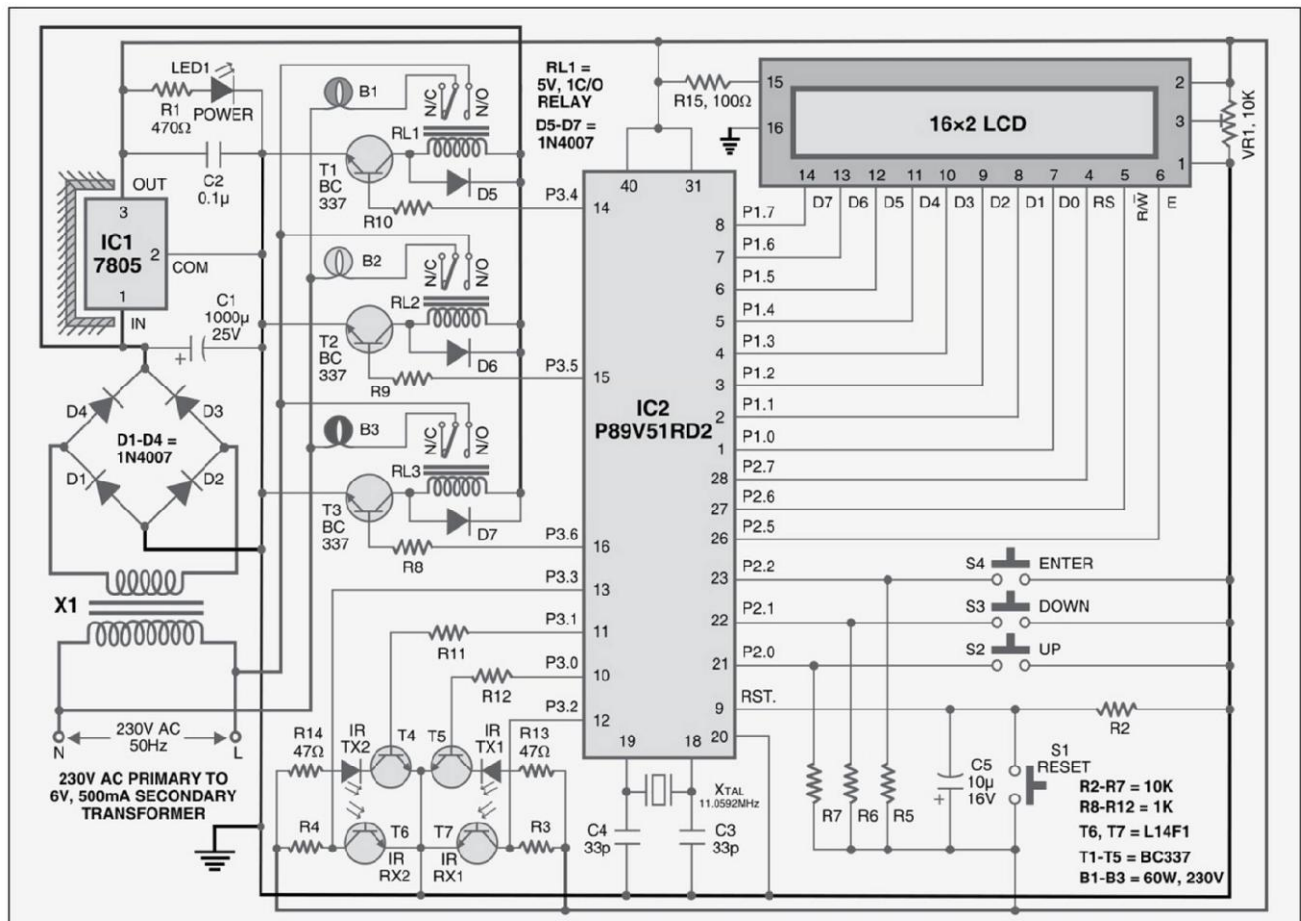 LED1
R1
470Ω
POWER
C2
0.1µ
OUT
3
IC1
7805
2
COM
1
IN
C1
1000µ
25V
+
D4
D3
D1-D4 =
1N4007
D1
D2
X1
230V AC
50Hz
N
L
230V AC PRIMARY TO
6V, 500mA SECONDARY
TRANSFORMER
B1
N/C
N/O
RL1
T1
BC
337
D5
R10
P3.4
B2
N/C
N/O
RL2
T2
BC
337
D6
R9
P3.5
B3
N/C
N/O
RL3
T3
BC
337
D7
R8
P3.6
P3.3
P3.1
R11
P3.0
R12
P3.2
R14
47Ω
IR
TX2
T4
T5
IR
TX1
R13
47Ω
R4
T6
IR
RX2
T7
IR
RX1
R3
RL1 =
5V, 1C/O
RELAY
D5-D7 =
1N4007
40
31
14
15
16
13
11
10
12
19
18
IC2
P89V51RD2
8
7
6
5
4
3
2
1
28
27
26
23
22
21
9
20
P1.7
P1.6
P1.5
P1.4
P1.3
P1.2
P1.1
P1.0
P2.7
P2.6
P2.5
P2.2
P2.1
P2.0
RST.
XTAL
11.0592MHz
C4
33p
C3
33p
R15, 100Ω
15
16
16×2 LCD
2
3
1
VR1, 10K
14 13 12 11 10 9 8 7 4 5 6
D7 D6 D5 D4 D3 D2 D1 D0 RS R/W̅ E
S4
ENTER
S3
DOWN
S2
UP
R2
S1
RESET
R7
R6
R5
C5
10µ
16V
+
R2-R7 = 10K
R8-R12 = 1K
T6, T7 = L14F1
T1-T5 = BC337
B1-B3 = 60W, 230V